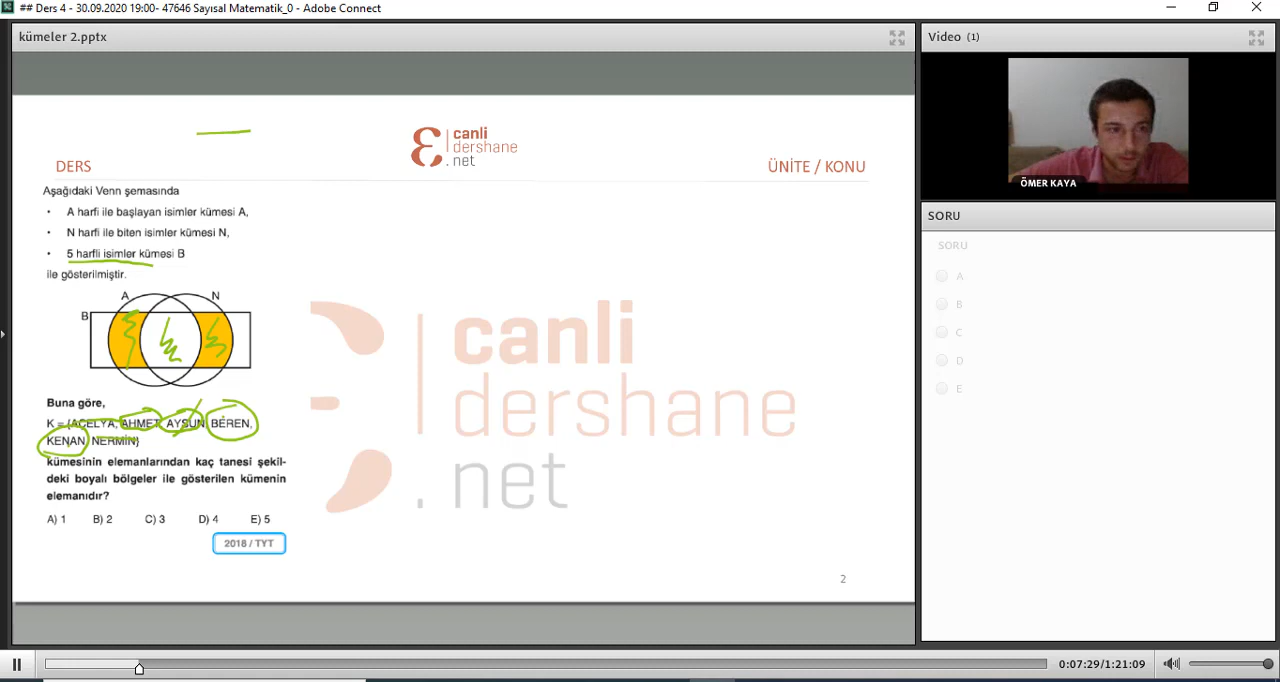 ## Ders 4 - 30.09.2020 19:00- 47646 Sayısal Matematik_0 - Adobe Connect
kümeler 2.pptx
Video (1)
canli
dershane
.net
DERS
ÜNİTE / KONU
ÖMER KAYA
Aşağıdaki Venn şemasında
• A harfi ile başlayan isimler kümesi A,
• N harfi ile biten isimler kümesi N,
• 5 harfli isimler kümesi B
ile gösterilmiştir.
A
N
B
Buna göre,
K = {AÇELYA, AHMET, AYSUN, BEREN,
KENAN, NERMİN}
kümesinin elemanlarından kaç tanesi şekil-
deki boyalı bölgeler ile gösterilen kümenin
elemanıdır?
A) 1 B) 2 C) 3 D) 4 E) 5
2018 / TYT
canli
dershane
.net
2
SORU
SORU
A
B
C
D
E
0:07:29/1:21:09